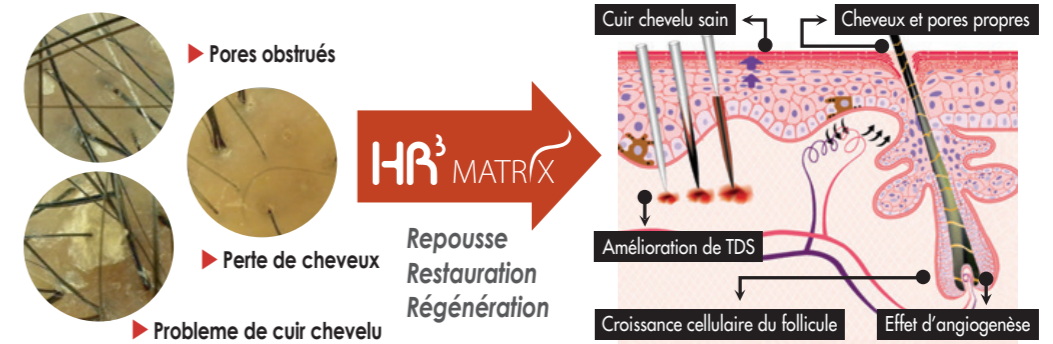 Pores obstrués
Perte de cheveux
Probleme de cuir chevelu
HR³ MATRIX
Repousse
Restauration
Régénération
Cuir chevelu sain
Cheveux et pores propres
Amélioration de TDS
Croissance cellulaire du follicule
Effet d'angiogenèse